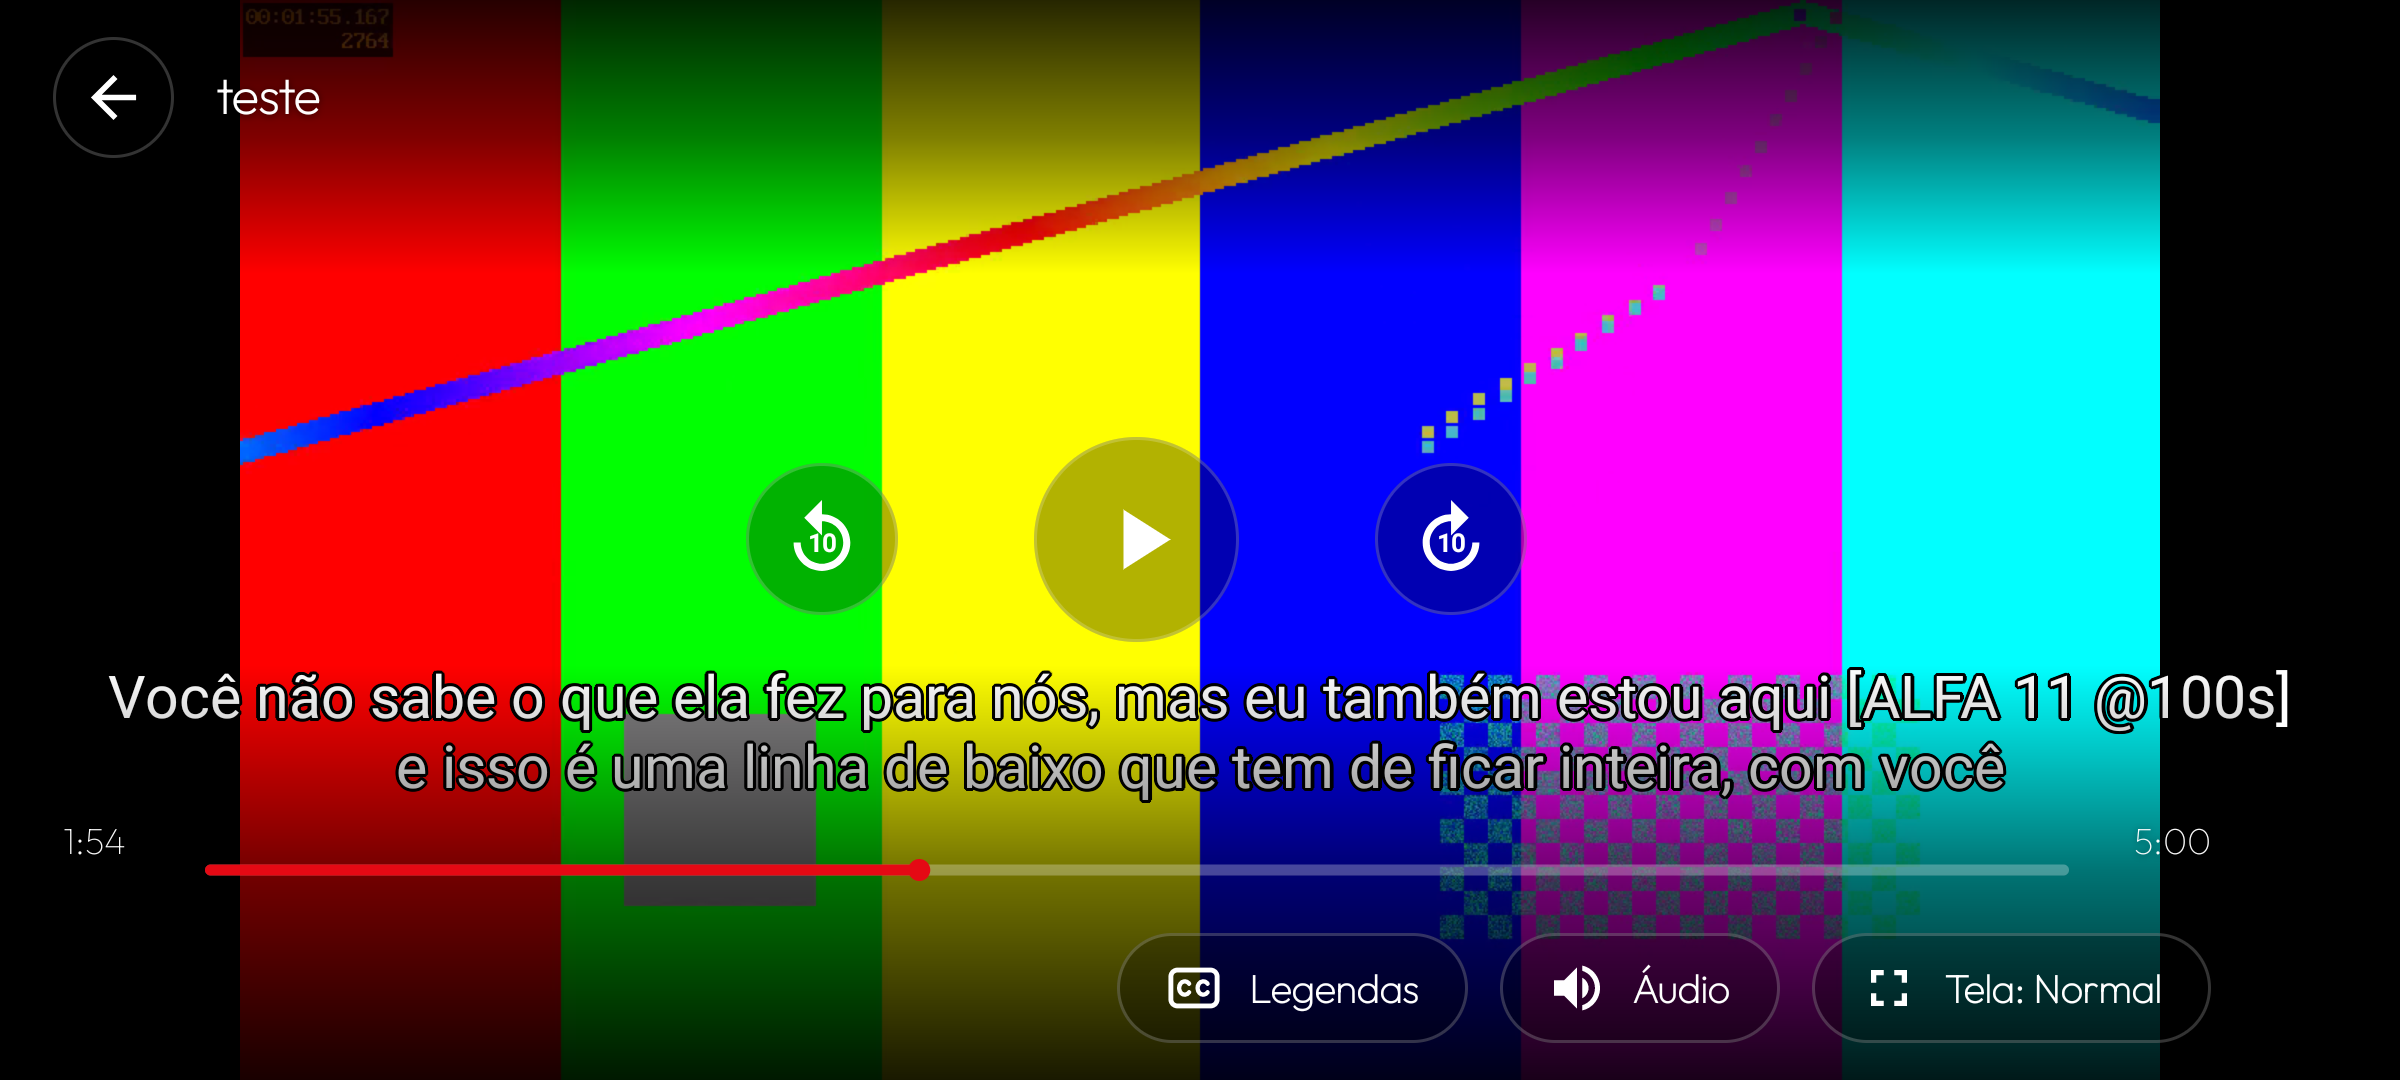 00:01:55.167
2764
teste
10
10
Você não sabe o que ela fez para nós, mas eu também estou aqui [ALFA 11 @100s]
e isso é uma linha de baixo que tem de ficar inteira, com você
1:54
5:00
CC Legendas
Áudio
Tela: Normal